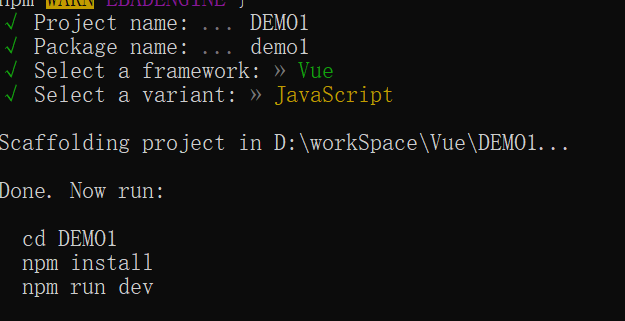 npm WARN EBADENGINE }
√ Project name: ... DEMO1
√ Package name: ... demo1
√ Select a framework: » Vue
√ Select a variant: » JavaScript
Scaffolding project in D:\workSpace\Vue\DEMO1...
Done. Now run:
cd DEMO1
npm install
npm run dev